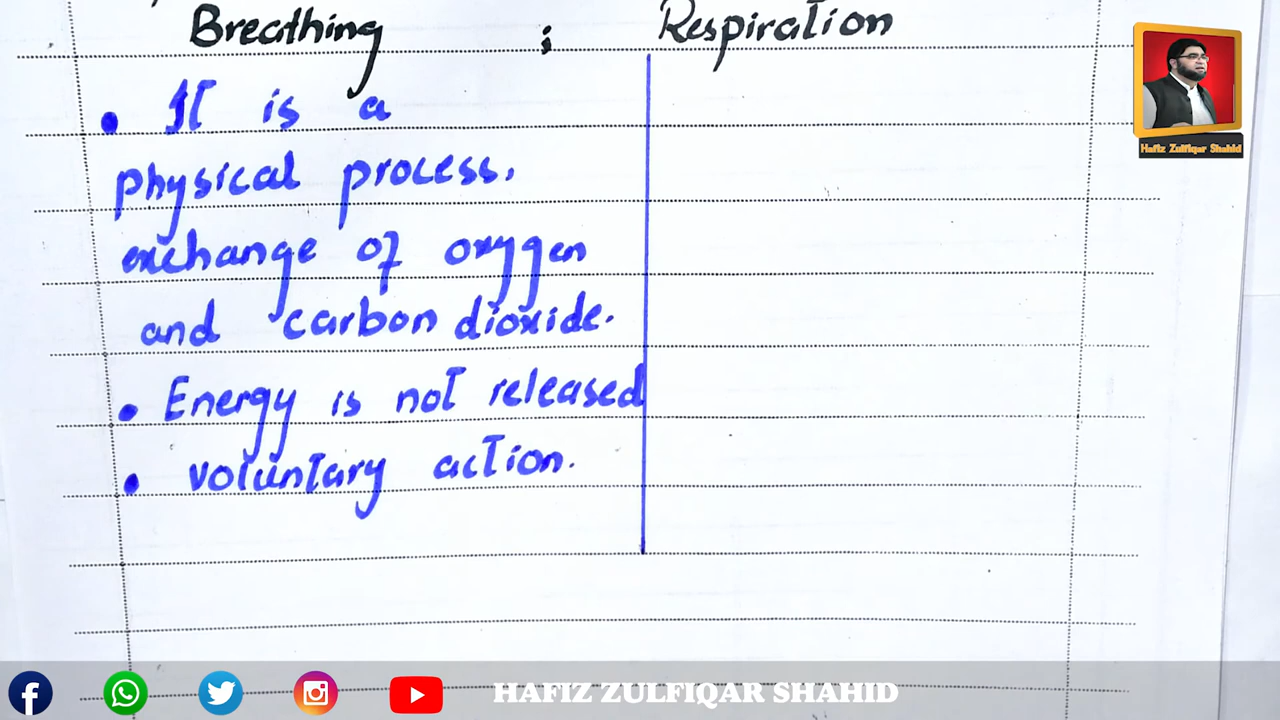 Breathing ; Respiration
• It is a
physical process,
exchange of oxygen
and carbon dioxide.
• Energy is not released
• voluntary action.
Hafiz Zulfiqar Shahid
HAFIZ ZULFIQAR SHAHID